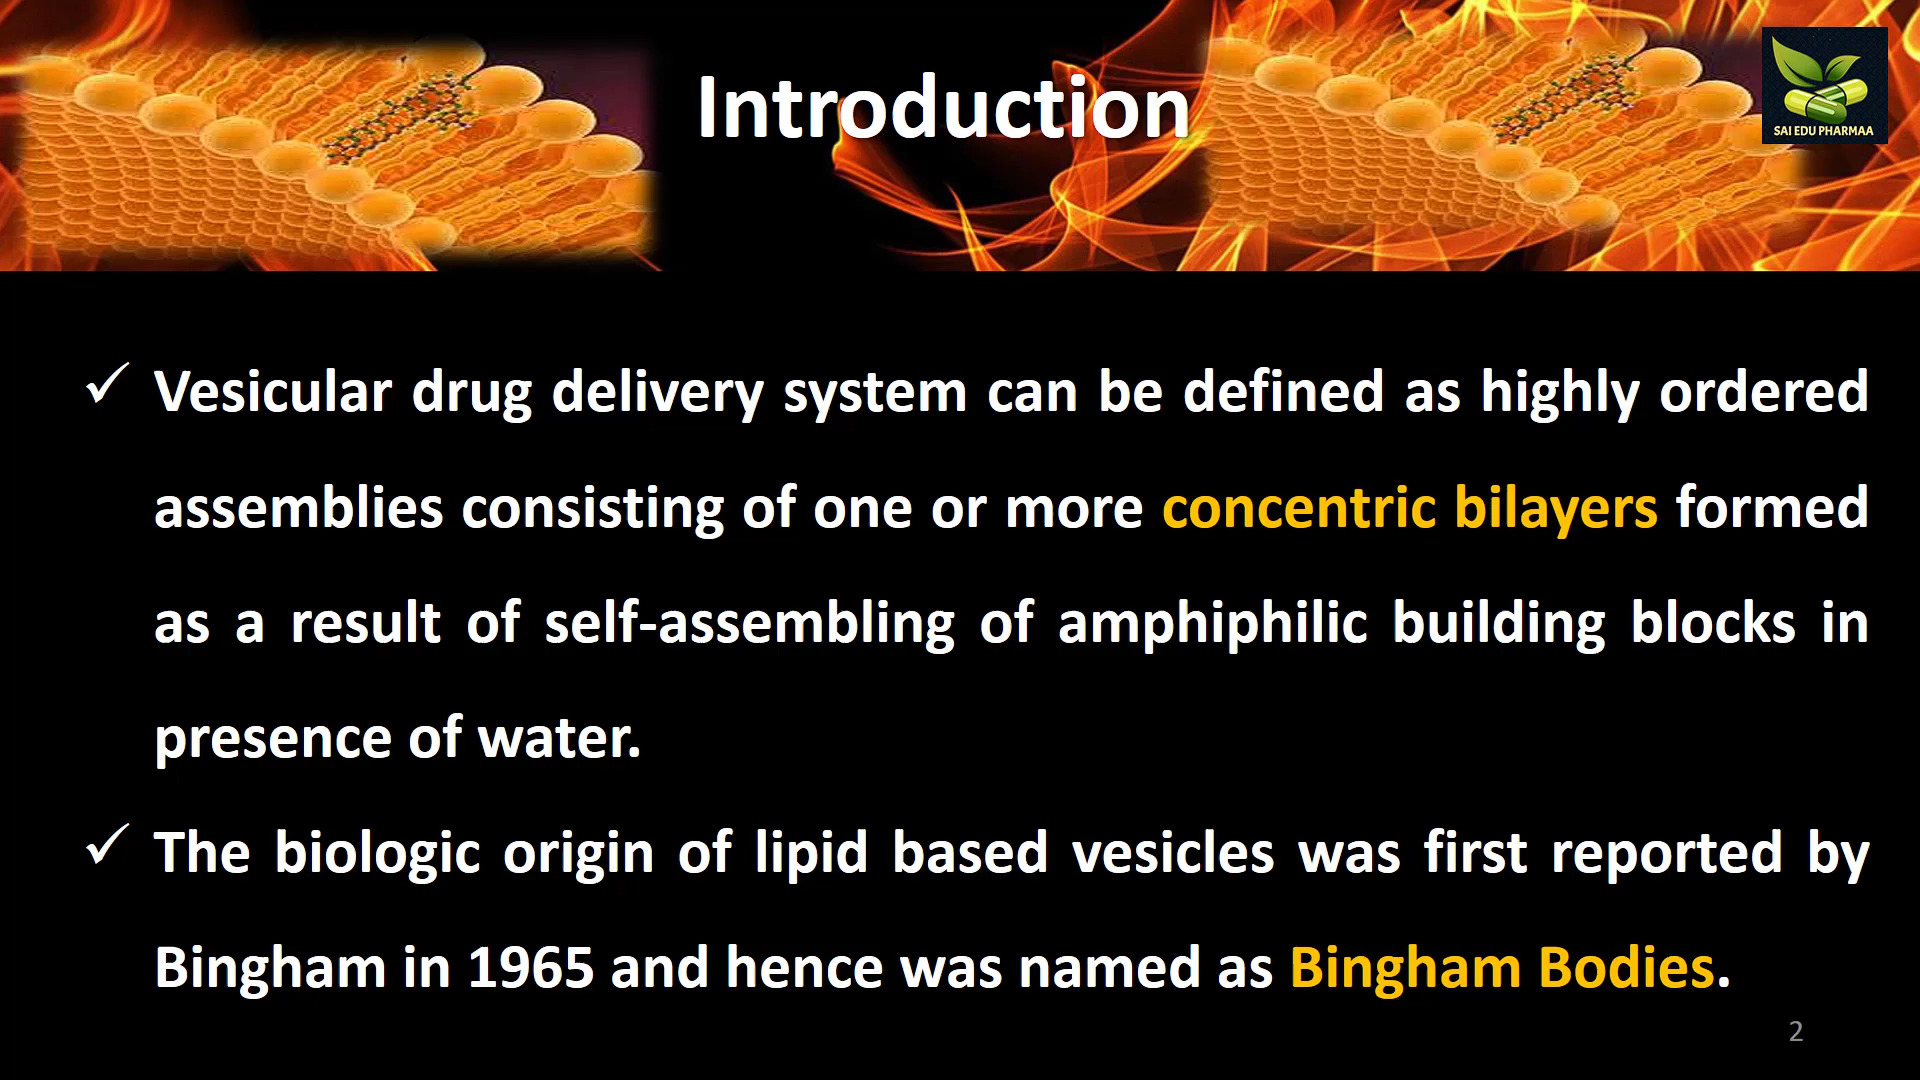 Introduction
SAI EDU PHARMAA
✓ Vesicular drug delivery system can be defined as highly ordered
assemblies consisting of one or more concentric bilayers formed
as a result of self-assembling of amphiphilic building blocks in
presence of water.
✓ The biologic origin of lipid based vesicles was first reported by
Bingham in 1965 and hence was named as Bingham Bodies.
2